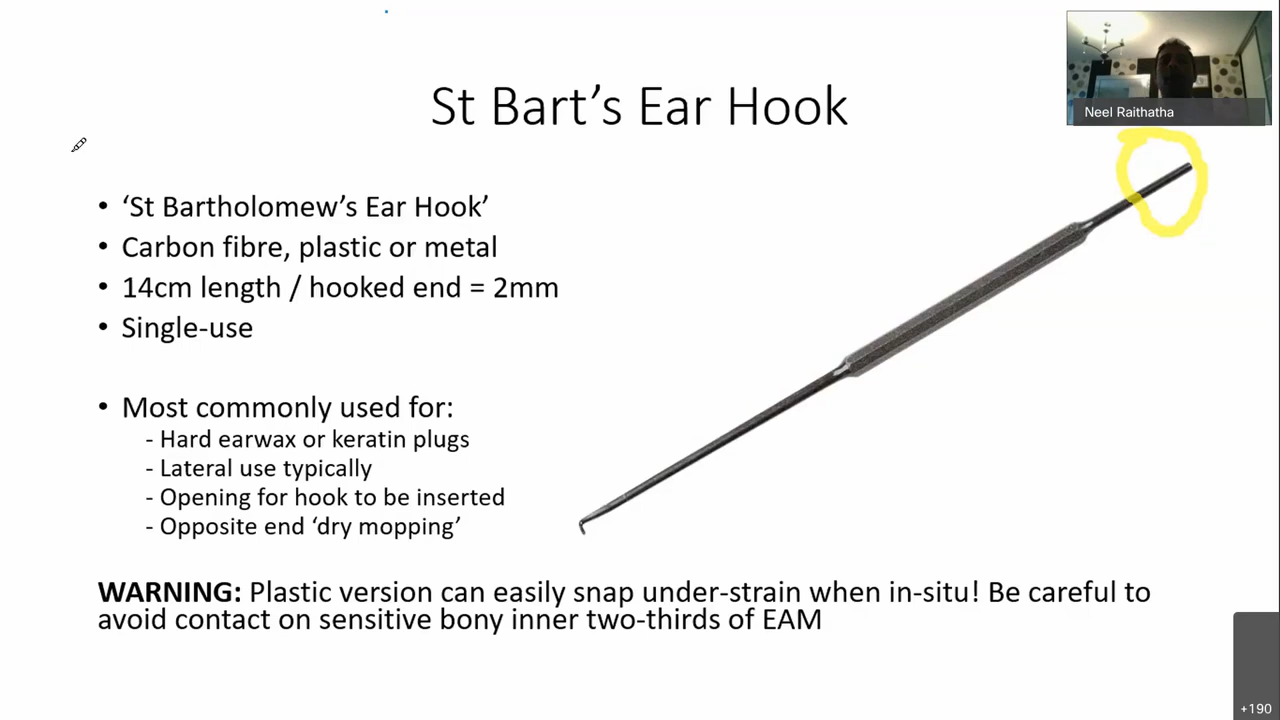 St Bart’s Ear Hook
Neel Raithatha
• ‘St Bartholomew’s Ear Hook’
• Carbon fibre, plastic or metal
• 14cm length / hooked end = 2mm
• Single-use
• Most commonly used for:
- Hard earwax or keratin plugs
- Lateral use typically
- Opening for hook to be inserted
- Opposite end ‘dry mopping’
WARNING: Plastic version can easily snap under-strain when in-situ! Be careful to
avoid contact on sensitive bony inner two-thirds of EAM
+190